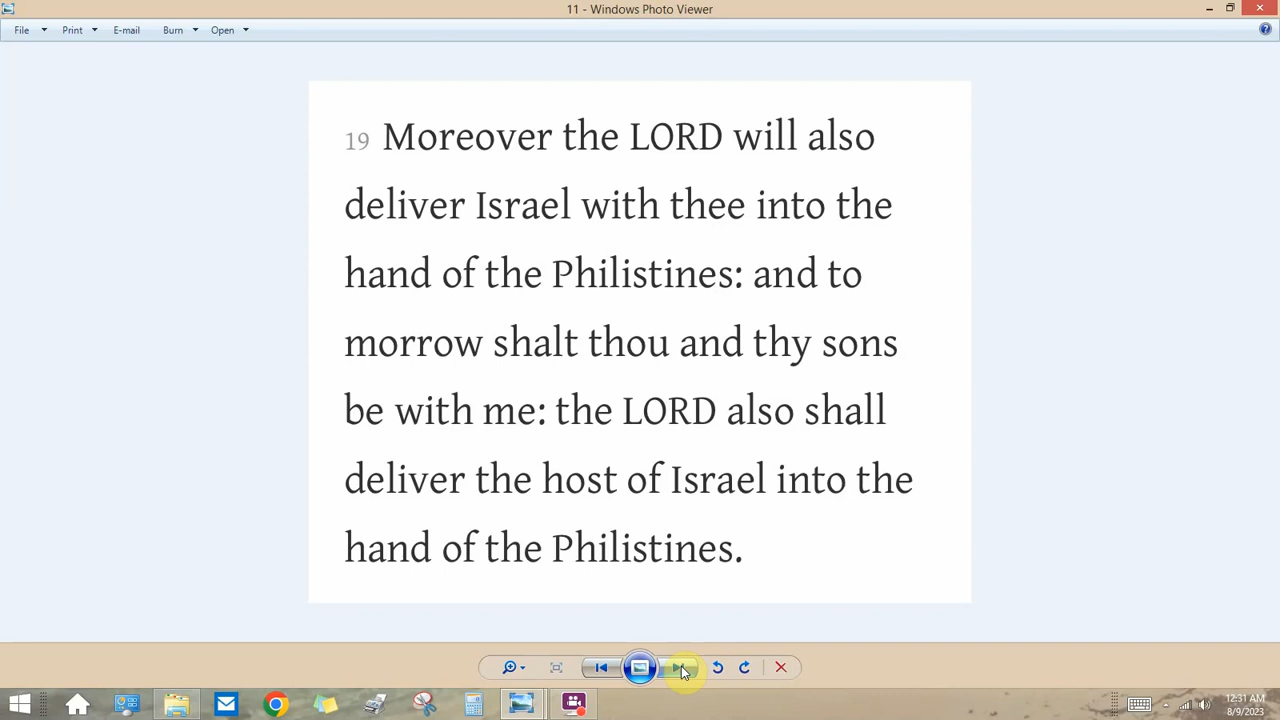 11 - Windows Photo Viewer
File Print E-mail Burn Open
19 Moreover the LORD will also
deliver Israel with thee into the
hand of the Philistines: and to
morrow shalt thou and thy sons
be with me: the LORD also shall
deliver the host of Israel into the
hand of the Philistines.
12:31 AM
8/9/2023